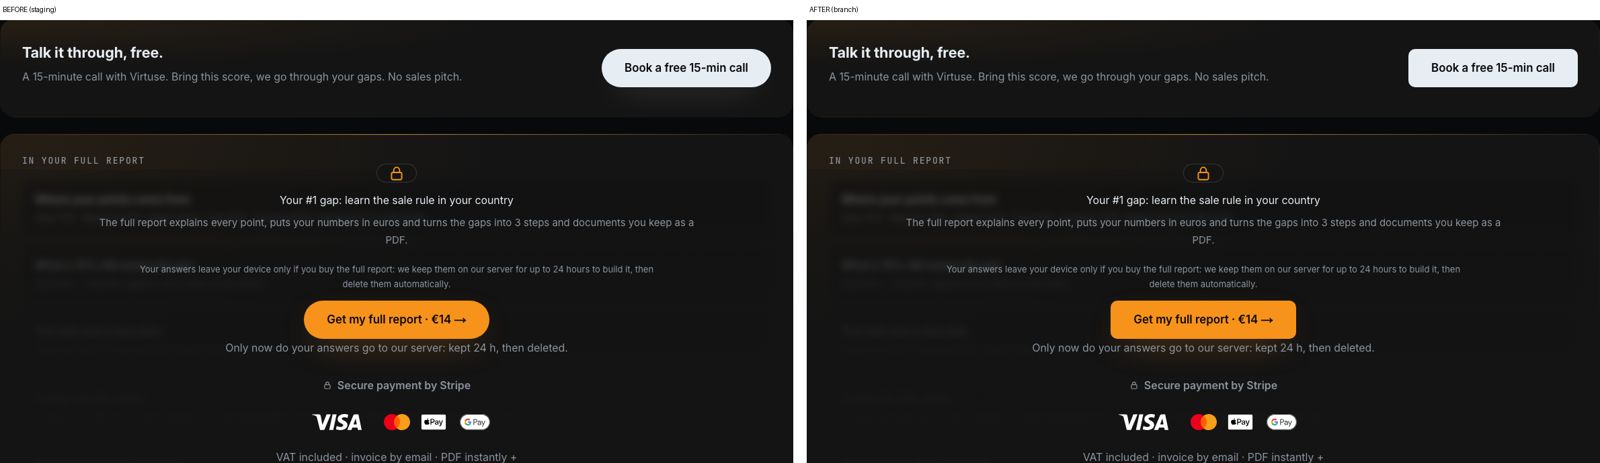 BEFORE (staging)
Talk it through, free.
A 15-minute call with Virtuse. Bring this score, we go through your gaps. No sales pitch.
Book a free 15-min call
IN YOUR FULL REPORT
Your #1 gap: learn the sale rule in your country
The full report explains every point, puts your numbers in euros and turns the gaps into 3 steps and documents you keep as a
PDF.
Your answers leave your device only if you buy the full report: we keep them on our server for up to 24 hours to build it, then
delete them automatically.
Get my full report · €14 →
Only now do your answers go to our server: kept 24 h, then deleted.
Secure payment by Stripe
VISA
Pay
G Pay
VAT included · invoice by email · PDF instantly +
AFTER (branch)
Talk it through, free.
A 15-minute call with Virtuse. Bring this score, we go through your gaps. No sales pitch.
Book a free 15-min call
IN YOUR FULL REPORT
Your #1 gap: learn the sale rule in your country
The full report explains every point, puts your numbers in euros and turns the gaps into 3 steps and documents you keep as a
PDF.
Your answers leave your device only if you buy the full report: we keep them on our server for up to 24 hours to build it, then
delete them automatically.
Get my full report · €14 →
Only now do your answers go to our server: kept 24 h, then deleted.
Secure payment by Stripe
VISA
Pay
G Pay
VAT included · invoice by email · PDF instantly +